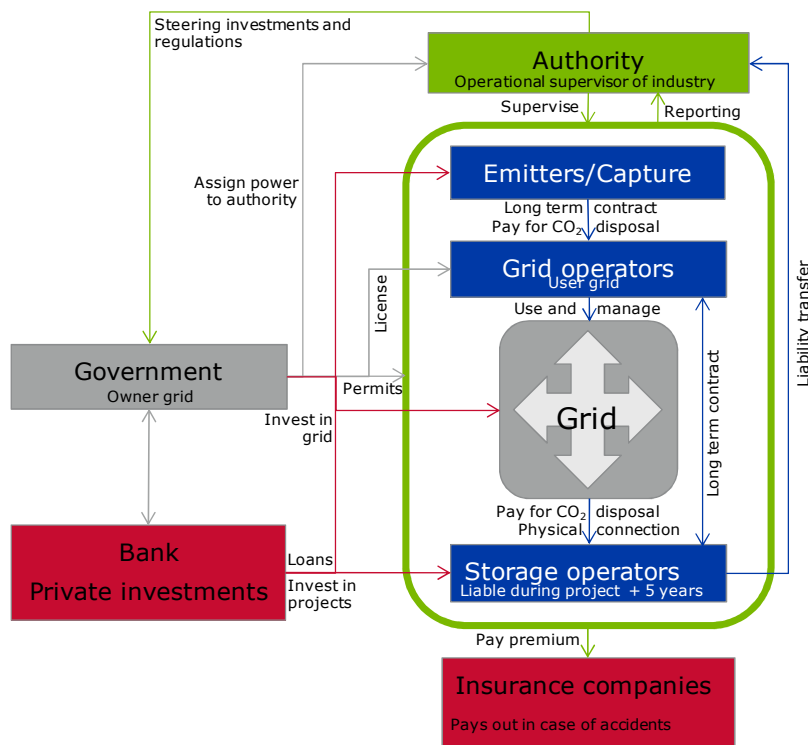 Steering investments and
regulations
Authority
Operational supervisor of industry
Supervise
Reporting
Emitters/Capture
Assign power
to authority
Long term contract
Pay for CO₂ disposal
Grid operators
User grid
License
Use and manage
Liability transfer
Government
Owner grid
Permits
Invest in
grid
Grid
Long term contract
Pay for CO₂ disposal
Physical connection
Bank
Private investments
Loans
Invest in
projects
Storage operators
Liable during project + 5 years
Pay premium
Insurance companies
Pays out in case of accidents